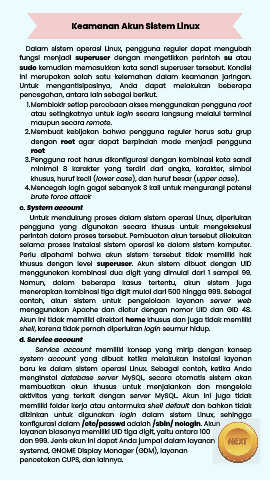 Keamanan Akun Sistem Linux
Dalam sistem operasi Linux, pengguna reguler dapat mengubah
fungsi menjadi superuser dengan mengetikkan perintah su atau
sudo kemudian memasukkan kata sandi superuser tersebut. Kondisi
ini merupakan salah satu kelemahan dalam keamanan jaringan.
Untuk mengantisipasinya, Anda dapat melakukan beberapa
pencegahan, antara lain sebagai berikut.
1.Memblokir setiap percobaan akses menggunakan pengguna root
atau setingkatnya untuk login secara langsung melalui terminal
maupun secara remote.
2.Membuat kebijakan bahwa pengguna reguler harus satu grup
dengan root agar dapat berpindah mode menjadi pengguna
root
3.Pengguna root harus dikonfigurasi dengan kombinasi kata sandi
minimal 8 karakter yang terdiri dari angka, karakter, simbol
khusus, huruf kecil (lower case), dan huruf besar (upper case).
4.Mencegah login gagal sebanyak 3 kali untuk mengurangi potensi
brute force attack
c. System account
Untuk mendukung proses dalam sistem operasi Linux, diperlukan
pengguna yang digunakan secara khusus untuk mengeksekusi
perintah dalam proses tersebut. Pembuatan akun tersebut dilakukan
selama proses instalasi sistem operasi ke dalam sistem komputer.
Perlu dipahami bahwa akun sistem tersebut tidak memiliki hak
khusus dengan level superuser. Akun sistem dibuat dengan UID
menggunakan kombinasi dua digit yang dimulai dari 1 sampai 99.
Namun, dalam beberapa kasus tertentu, akun sistem juga
menerapkan kombinasi tiga digit mulai dari 500 hingga 999. Sebagai
contoh, akun sistem untuk pengelolaan layanan server web
menggunakan Apache dan diatur dengan nomor UID dan GID 48.
Akun ini tidak memiliki direktori home khusus dan juga tidak memiliki
shell, karena tidak pernah diperlukan login seumur hidup.
d. Service account
Service account memiliki konsep yang mirip dengan konsep
system account yang dibuat ketika melakukan instalasi layanan
baru ke dalam sistem operasi Linux. Sebagai contoh, ketika Anda
menginstal database server MySQL, secara otomatis sistem akan
membuatkan akun khusus untuk menjalankan dan mengelola
aktivitas yang terkait dengan server MySQL. Akun ini juga tidak
memiliki folder kerja atau antarmuka shell default dan bahkan tidak
diizinkan untuk digunakan login dalam sistem Linux, sehingga
konfigurasi dalam /etc/passwd adalah /sbin/ nologin. Akun
layanan biasanya memiliki UID tiga digit, yaitu antara 100
dan 999. Jenis akun ini dapat Anda jumpai dalam layanan
systemd, GNOME Display Manager (GDM), layanan
pencetakan CUPS, dan lainnya.
NEXT